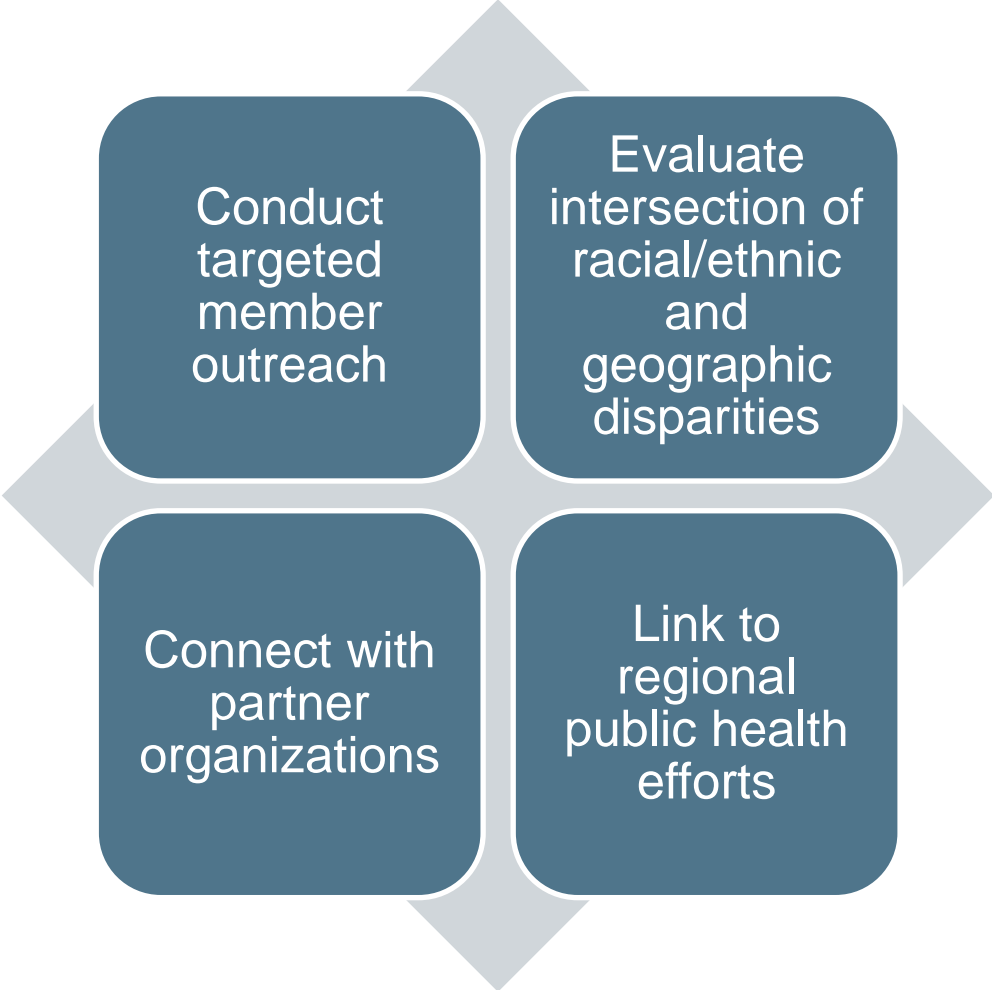 Conduct
targeted
member
outreach
Evaluate
intersection of
racial/ethnic
and
geographic
disparities
Connect with
partner
organizations
Link to
regional
public health
efforts